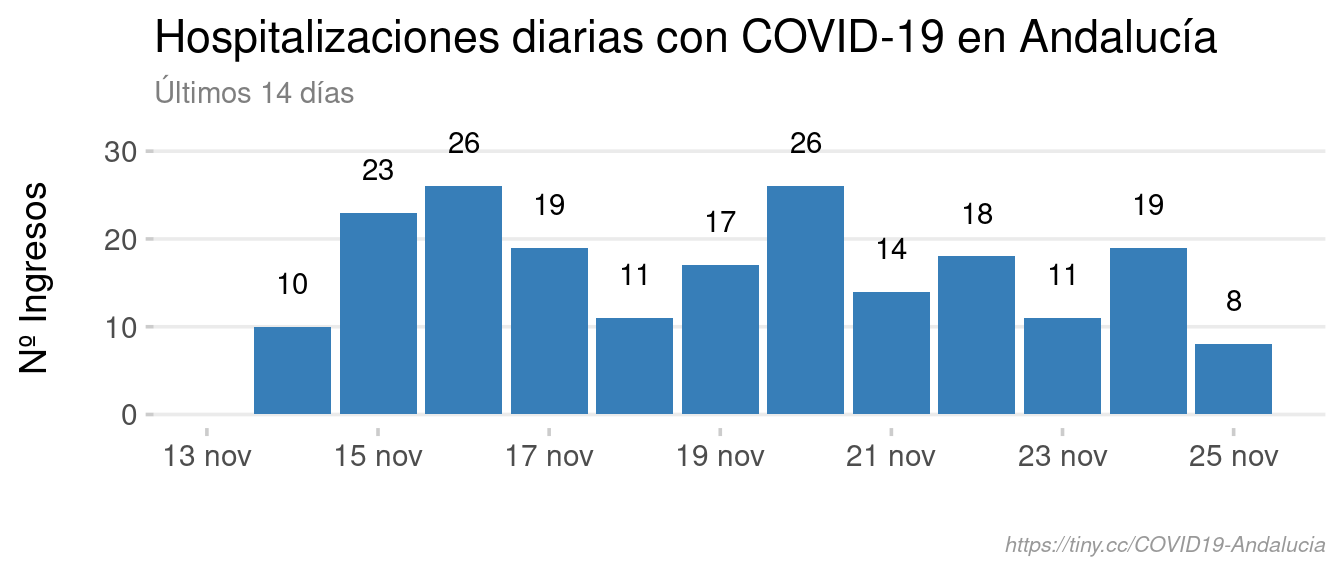 Hospitalizaciones diarias con COVID-19 en Andalucía
Últimos 14 días
Nº Ingresos
30
20
10
0
10
23
26
19
11
17
26
14
18
11
19
8
13 nov
15 nov
17 nov
19 nov
21 nov
23 nov
25 nov
https://tiny.cc/COVID19-Andalucia